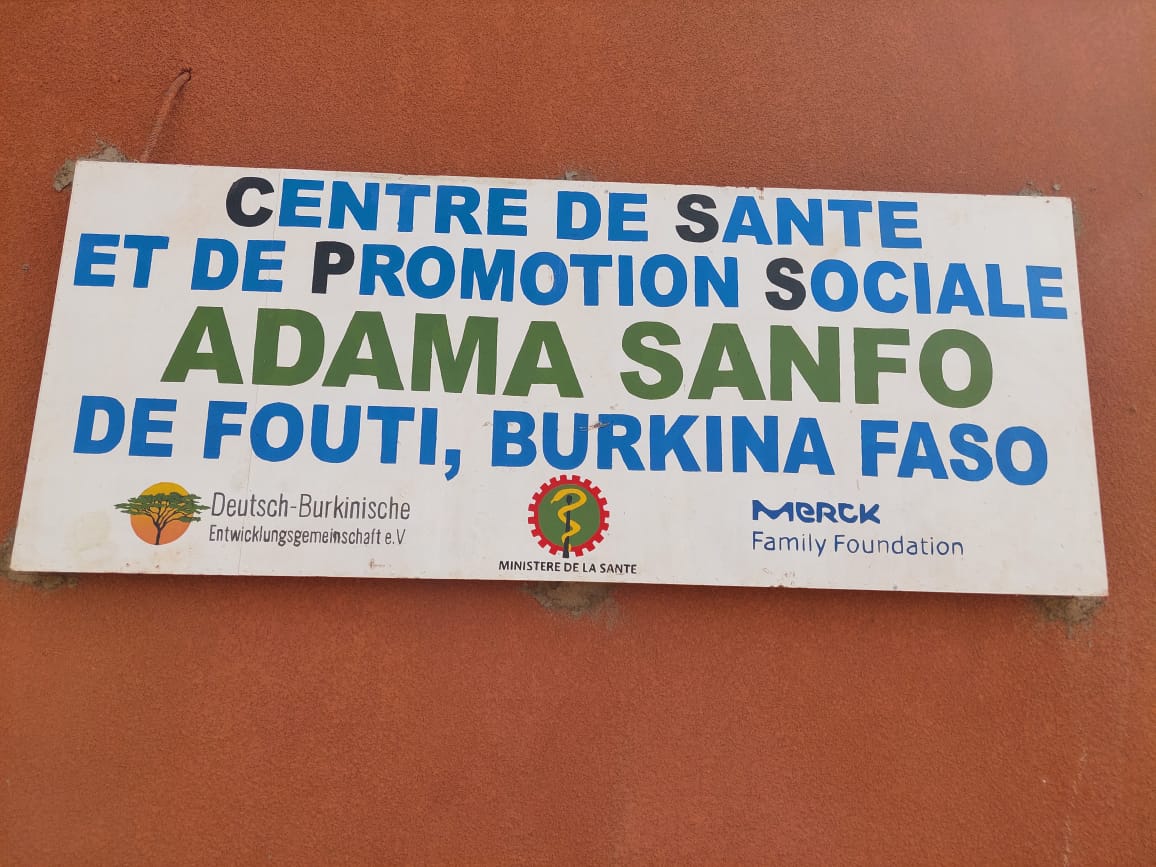 CENTRE DE SANTE
ET DE PROMOTION SOCIALE
ADAMA SANFO
DE FOUTI, BURKINA FASO
Deutsch-Burkinische
Entwicklungsgemeinschaft e.V
MINISTERE DE LA SANTE
MERCK
Family Foundation